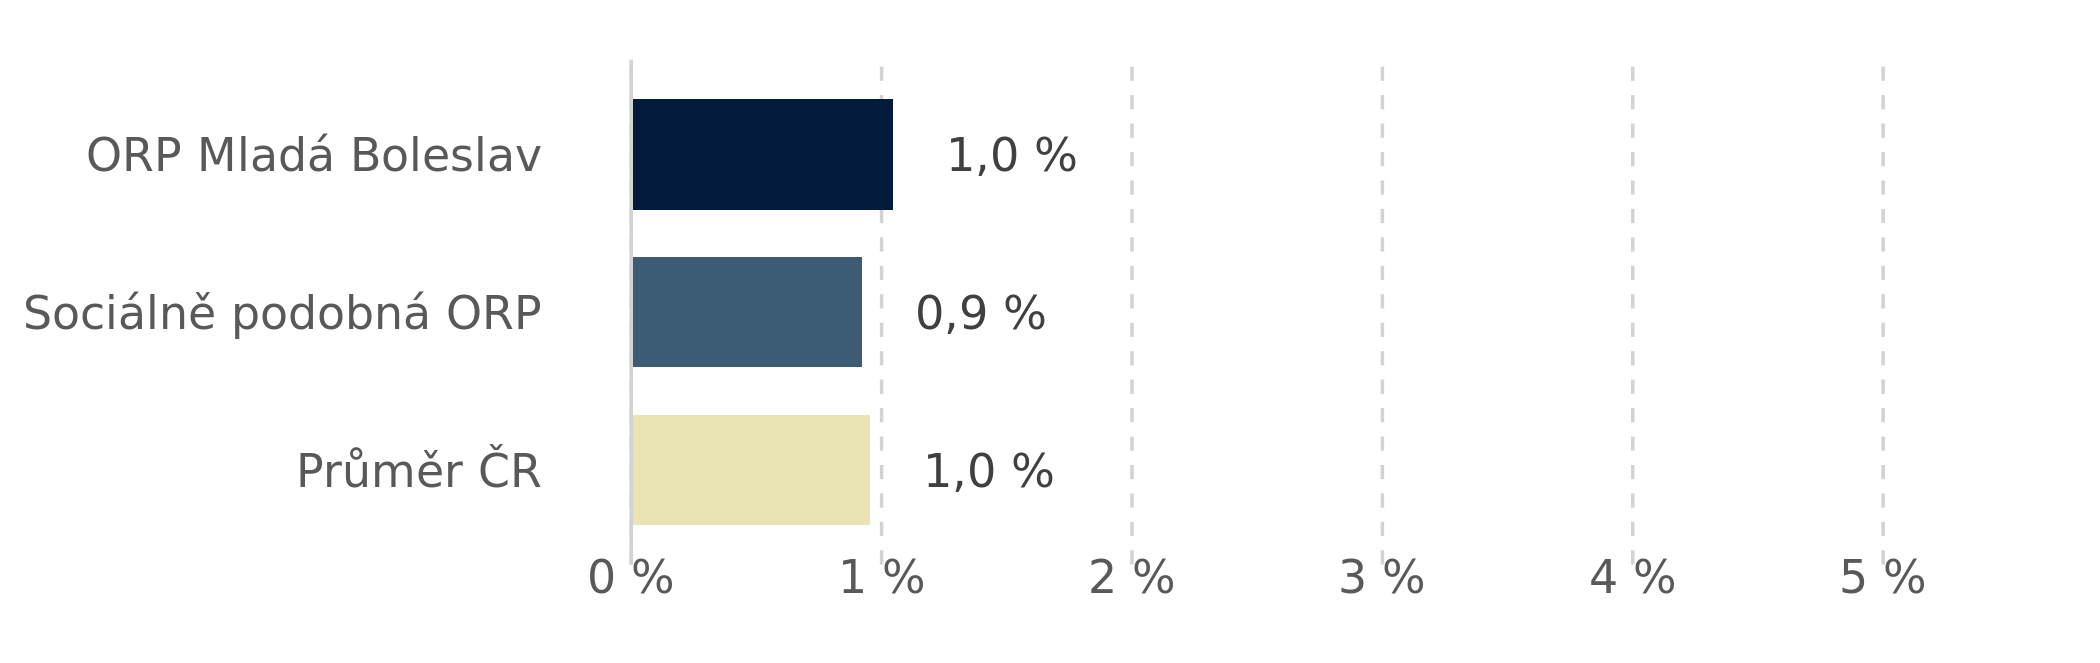 ORP Mladá Boleslav 1,0 %
Sociálně podobná ORP 0,9 %
Průměr ČR 1,0 %
0 % 1 % 2 % 3 % 4 % 5 %